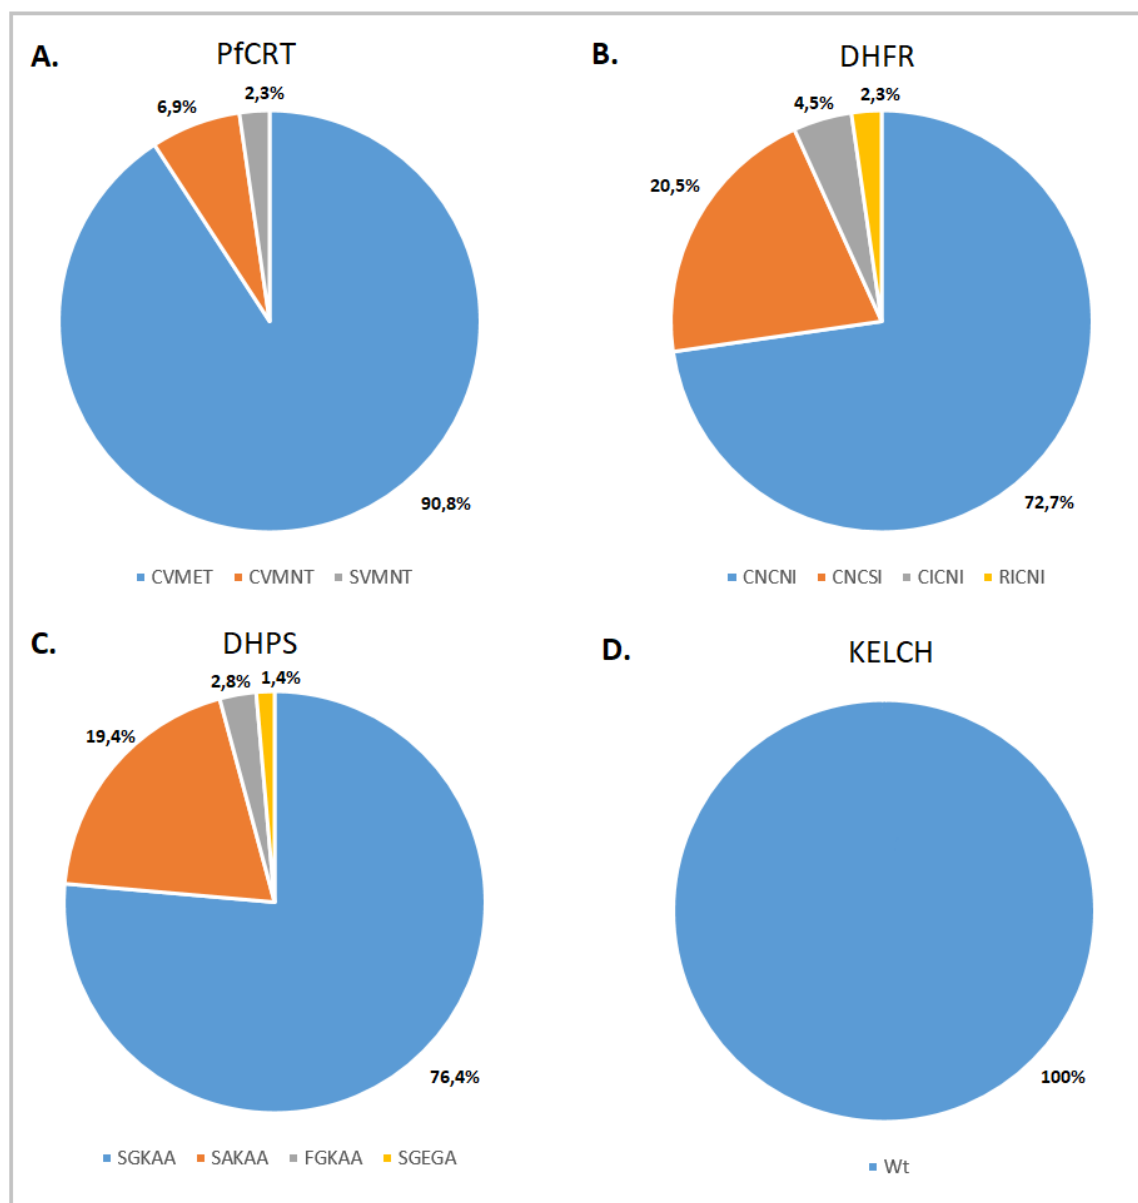 A.
PfCRT
6,9%
2,3%
90,8%
CVMET CVMNT SVMNT
B.
DHFR
4,5%
2,3%
20,5%
72,7%
CNCNI CNCSI CICNI RICNI
C.
DHPS
2,8%
1,4%
19,4%
76,4%
SGKAA SAKAA FGKAA SGEGA
D.
KELCH
100%
Wt